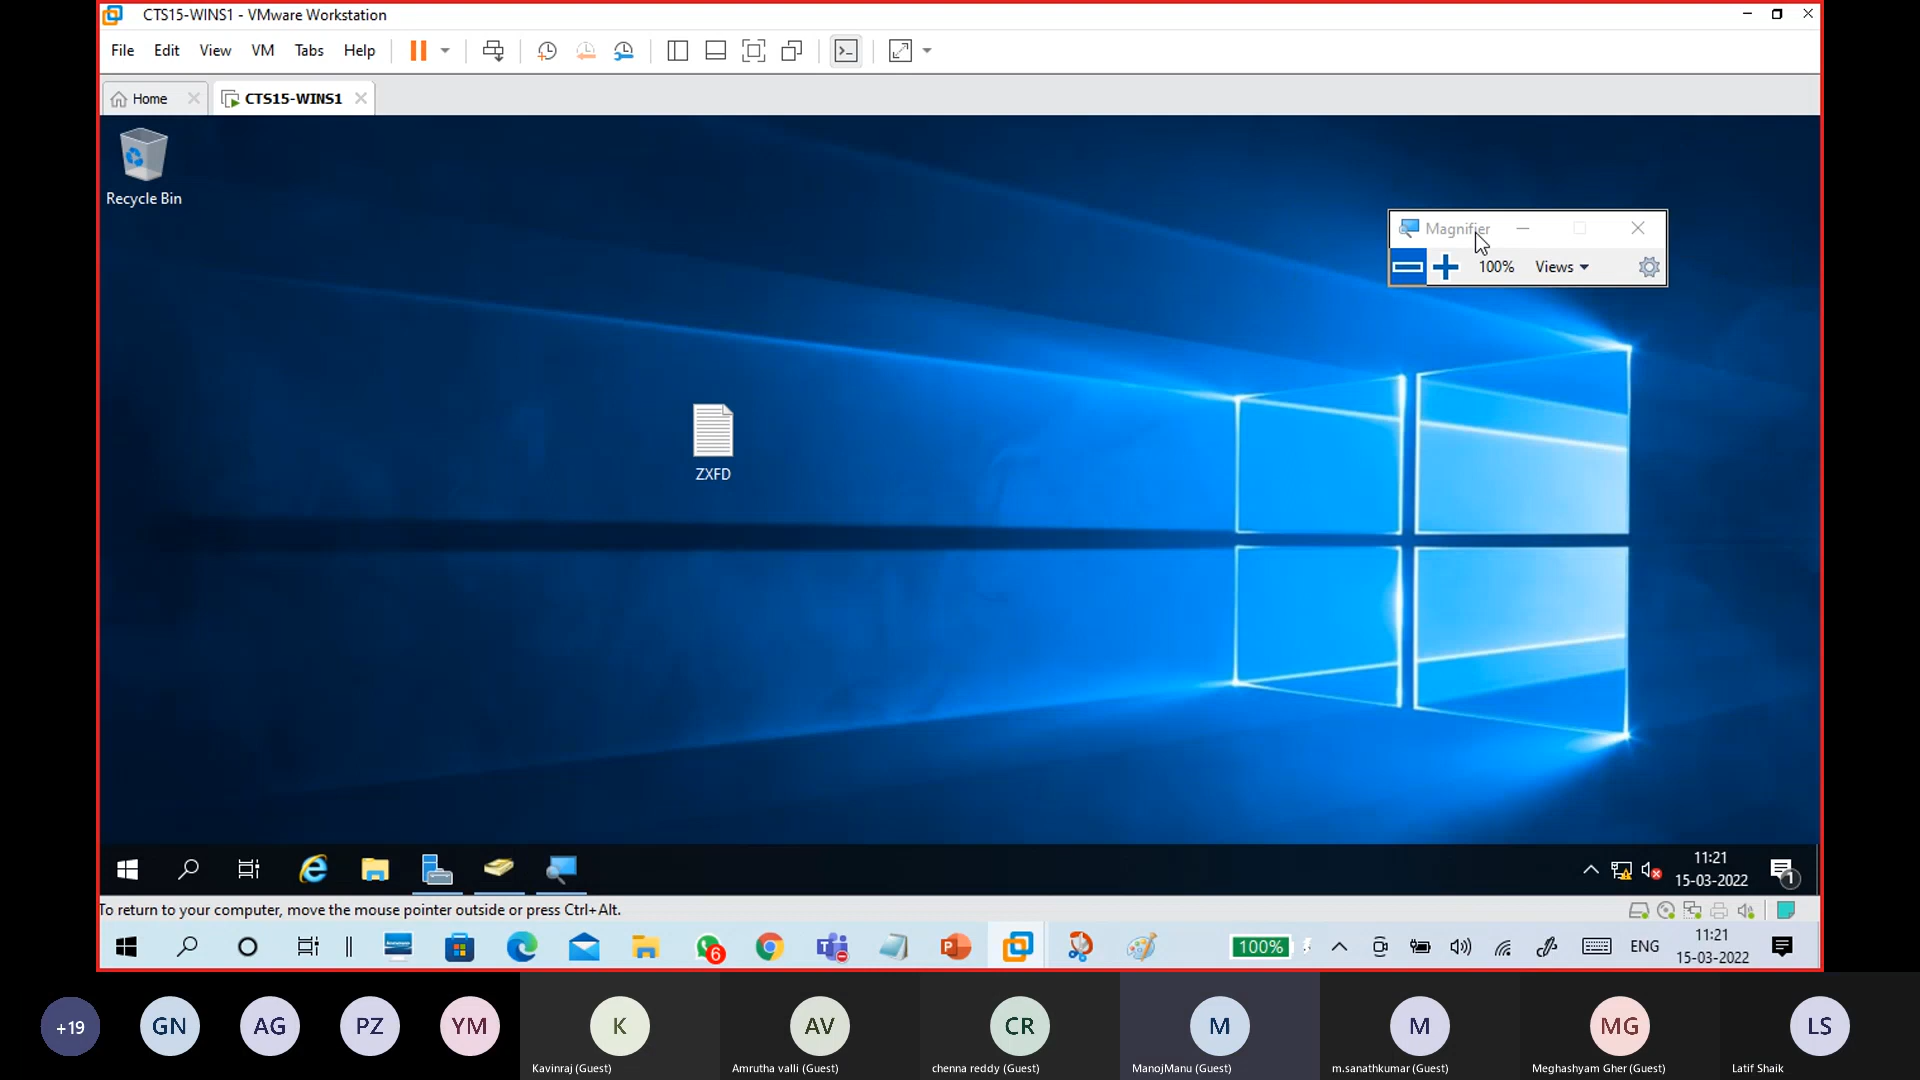 CTS15-WINS1 - VMware Workstation
File Edit View VM Tabs Help
Home CTS15-WINS1
Recycle Bin
Magnifier
100% Views
ZXFD
11:21
15-03-2022
1
To return to your computer, move the mouse pointer outside or press Ctrl+Alt.
6
100%
ENG
11:21
15-03-2022
+19 GN AG PZ YM K AV CR M M MG LS
Kavinraj (Guest) Amrutha valli (Guest) chenna reddy (Guest) ManojManu (Guest) m.sanathkumar (Guest) Meghashyam Gher (Guest) Latif Shaik